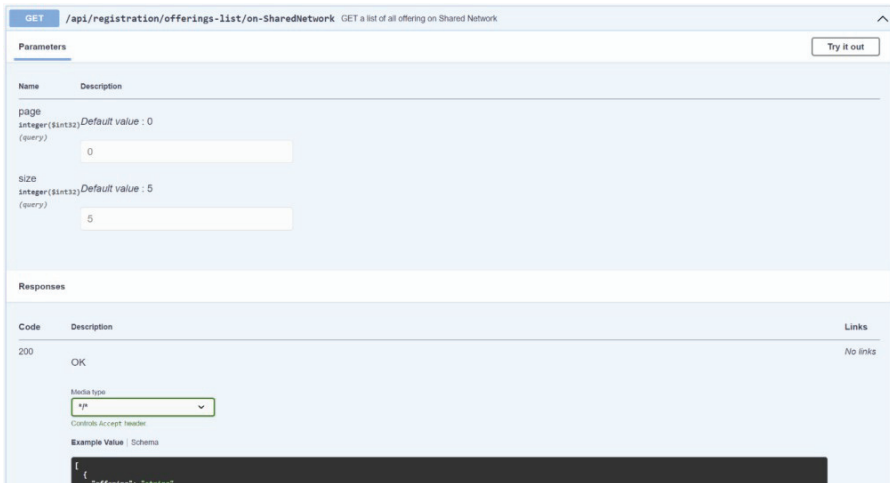 GET /api/registration/offerings-list/on-SharedNetwork GET a list of all offering on Shared Network
Parameters
Try it out
Name Description
page
integer($int32) Default value : 0
(query)
0
size
integer($int32) Default value : 5
(query)
5
Responses
Code Description Links
200 No links
OK
Media type
*/*
Controls Accept header.
Example Value | Schema
[
{
"offering": "string"